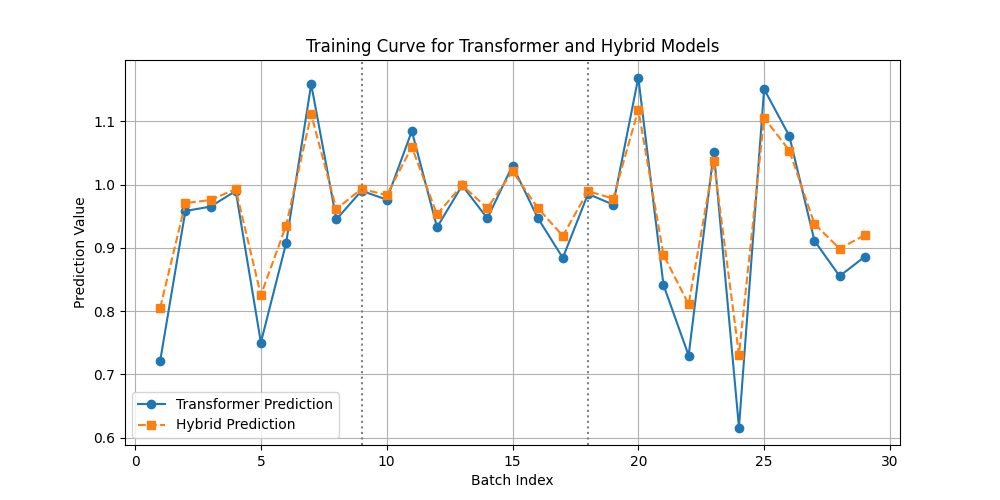 Training Curve for Transformer and Hybrid Models
Prediction Value
1.1
1.0
0.9
0.8
0.7
0.6
Transformer Prediction
Hybrid Prediction
0 5 10 15 20 25 30
Batch Index